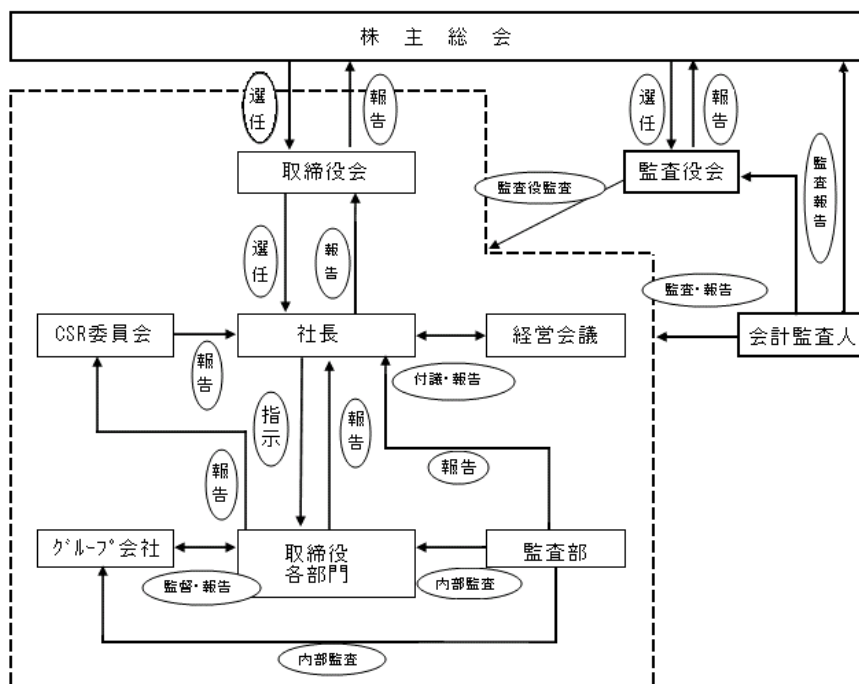 株 主 総 会
選任
報告
選任
報告
取締役会
監査役会
監査役監査
監査報告
選任
報告
監査・報告
CSR委員会
社長
経営会議
会計監査人
報告
付議・報告
指示
報告
報告
報告
ｸﾞﾙｰﾌﾟ会社
取締役
各部門
監査部
監督・報告
内部監査
内部監査